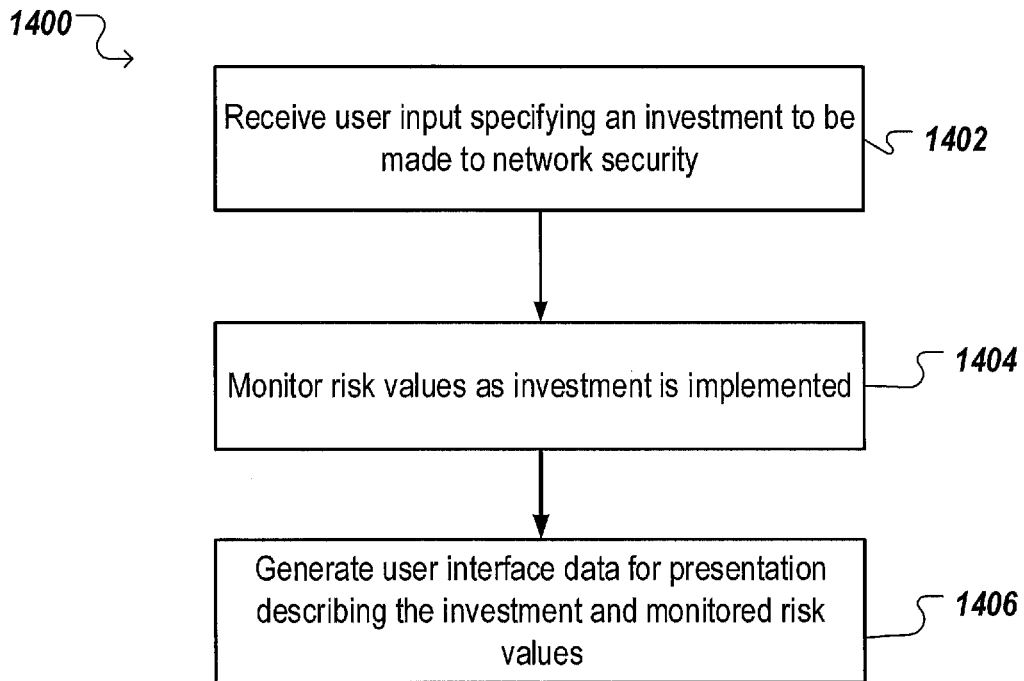 1400
Receive user input specifying an investment to be
made to network security
1402
Monitor risk values as investment is implemented
1404
Generate user interface data for presentation
describing the investment and monitored risk
values
1406